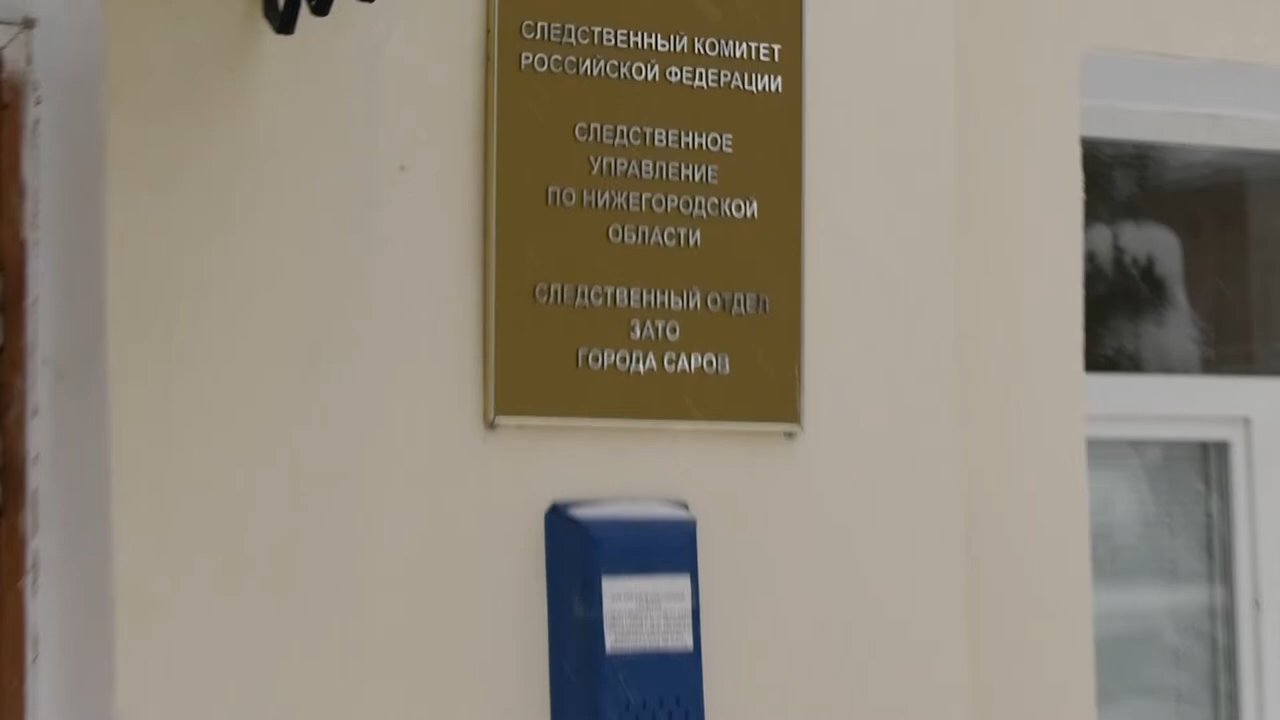 СЛЕДСТВЕННЫЙ КОМИТЕТ
РОССИЙСКОЙ ФЕДЕРАЦИИ
СЛЕДСТВЕННОЕ
УПРАВЛЕНИЕ
ПО НИЖЕГОРОДСКОЙ
ОБЛАСТИ
СЛЕДСТВЕННЫЙ ОТДЕЛ
ЗАТО
ГОРОДА САРОВ